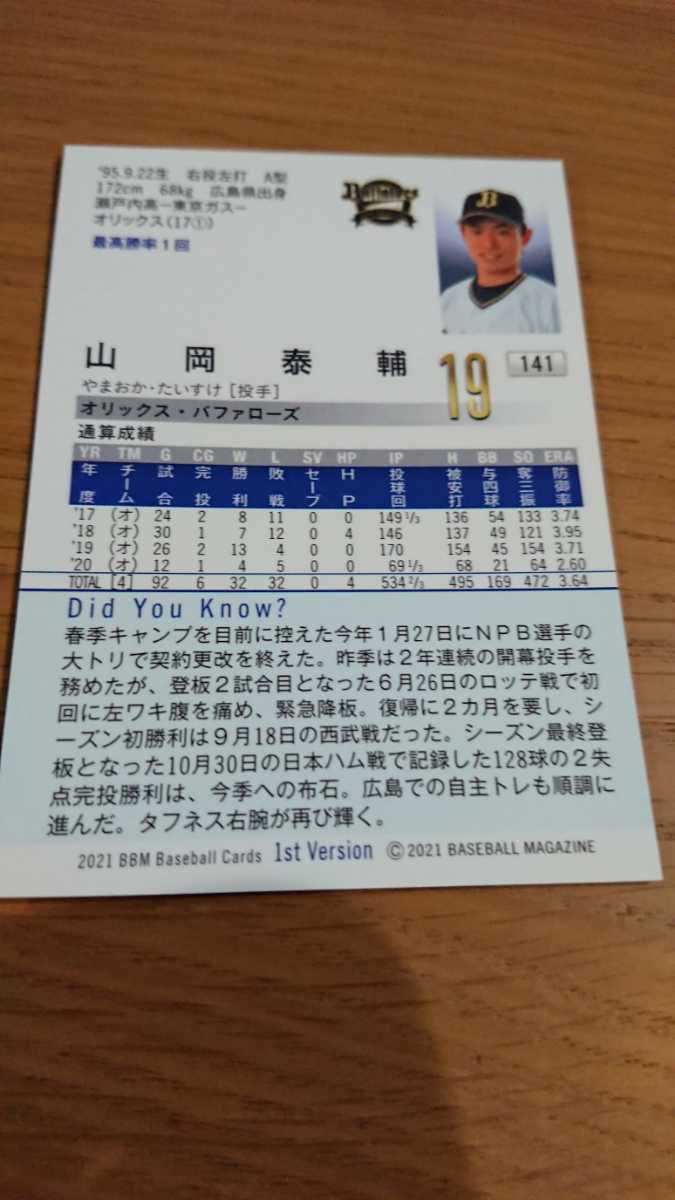 '95.9.22生 右投左打 A型
172cm 68kg 広島県出身
瀬戸内高ー東京ガスー
オリックス(17①)
最高勝率1回
Buffaloes
B
山岡泰輔
19
141
やまおか・たいすけ [投手]
オリックス・バファローズ
通算成績
YR TM G CG W L SV HP IP H BB SO ERA
年度 チーム 試合 完投 勝利 敗戦 セーブ HP 投球回 被安打 与四球 奪三振 防御率
'17 (オ) 24 2 8 11 0 0 149 1/3 136 54 133 3.74
'18 (オ) 30 1 7 12 0 4 146 137 49 121 3.95
'19 (オ) 26 2 13 4 0 0 170 154 45 154 3.71
'20 (オ) 12 1 4 5 0 0 69 1/3 68 21 64 2.60
TOTAL [4] 92 6 32 32 0 4 534 2/3 495 169 472 3.64
Did You Know?
春季キャンプを目前に控えた今年1月27日にNPB選手の
大トリで契約更改を終えた。昨季は2年連続の開幕投手を
務めたが、登板2試合目となった6月26日のロッテ戦で初
回に左ワキ腹を痛め、緊急降板。復帰に2カ月を要し、シ
ーズン初勝利は9月18日の西武戦だった。シーズン最終登
板となった10月30日の日本ハム戦で記録した128球の2失
点完投勝利は、今季への布石。広島での自主トレも順調に
進んだ。タフネス右腕が再び輝く。
2021 BBM Baseball Cards 1st Version ©2021 BASEBALL MAGAZINE